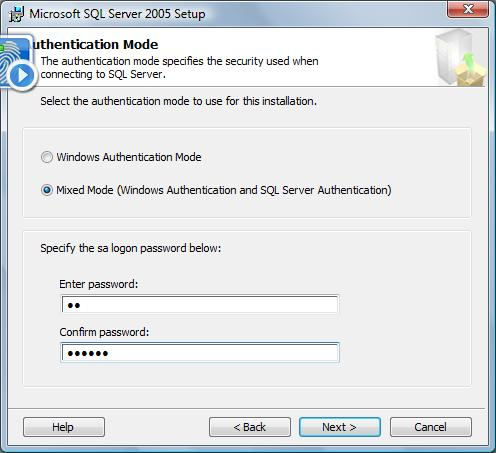 Microsoft SQL Server 2005 Setup
uthentication Mode
The authentication mode specifies the security used when
connecting to SQL Server.
Select the authentication mode to use for this installation.
Windows Authentication Mode
Mixed Mode (Windows Authentication and SQL Server Authentication)
Specify the sa logon password below:
Enter password:
●●
Confirm password:
●●●●●●
Help
< Back
Next >
Cancel